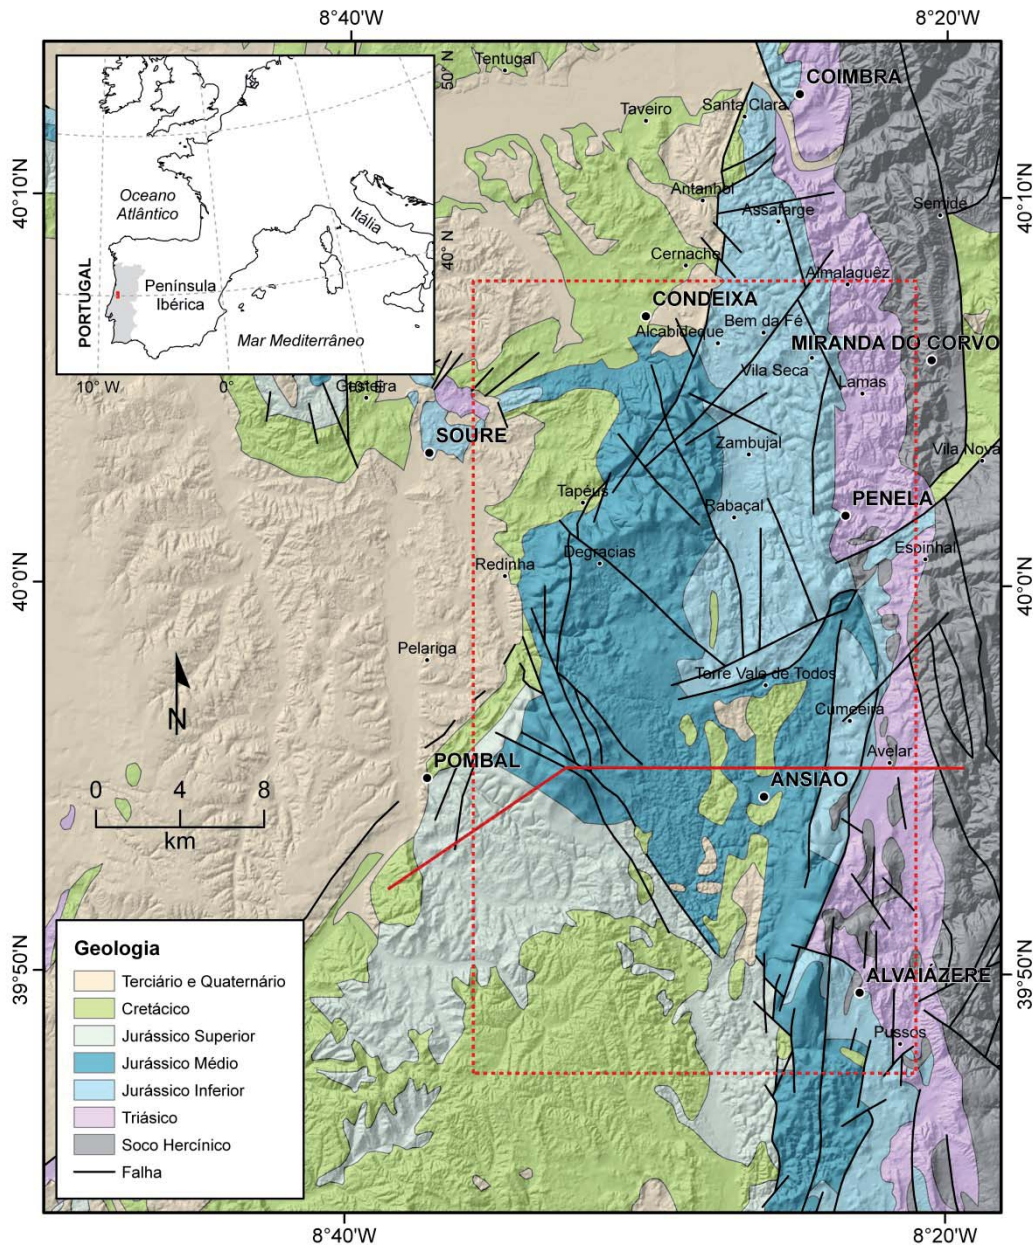 8°40'W
8°20'W
50° N
Oceano
Atlântico
Itália
40° N
PORTUGAL
Península
Ibérica
Mar Mediterrâneo
10° W
0°
10° E
Tentugal
COIMBRA
Taveiro
Santa Clara
40°10'N
40°10'N
Antanhol
Assafarge
Semide
Cernache
Almalaguêz
CONDEIXA
Bem da Fé
Alcabideque
MIRANDA DO CORVO
Vila Seca
Lamas
Gesteira
SOURE
Zambujal
Vila Nova
Tapéus
Rabaçal
PENELA
Degracias
Espinhal
Redinha
40°0'N
40°0'N
Pelariga
Torre Vale de Todos
N
Cumeeira
Avelar
POMBAL
ANSIAO
0 4 8
km
39°50'N
39°50'N
ALVAIÁZERE
Pussos
Geologia
Terciário e Quaternário
Cretácico
Jurássico Superior
Jurássico Médio
Jurássico Inferior
Triásico
Soco Hercínico
Falha
8°40'W
8°20'W